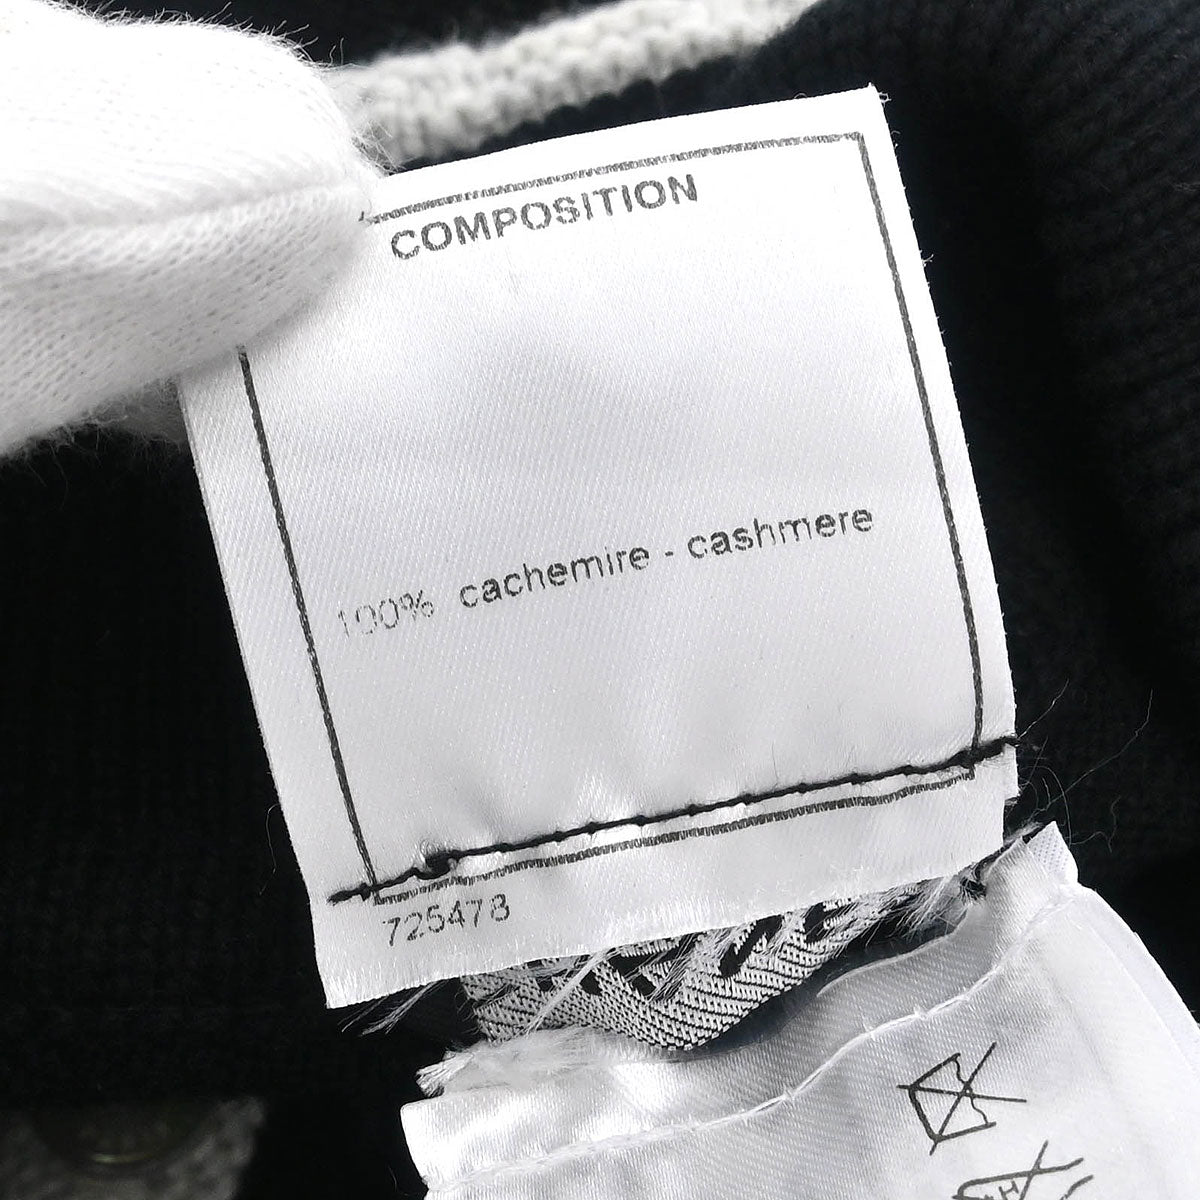 COMPOSITION
100% cachemire - cashmere
725478